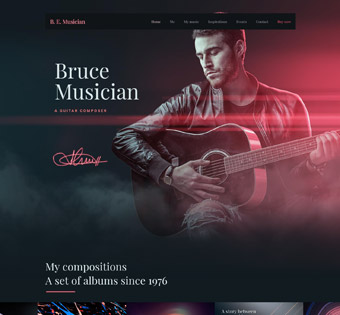 B. E. Musician
Home Me My music Inspirations Events Contact Buy now
Bruce
Musician
A GUITAR COMPOSER
My compositions
A set of albums since 1976
A story between